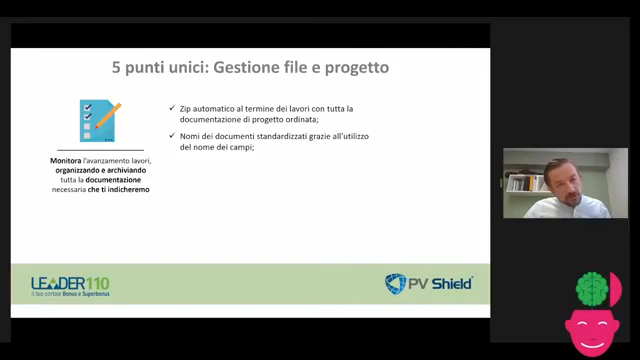 5 punti unici: Gestione file e progetto
Monitora l'avanzamento lavori,
organizzando e archiviando
tutta la documentazione
necessaria che ti indicheremo
✓ Zip automatico al termine dei lavori con tutta la
documentazione di progetto ordinata;
✓ Nomi dei documenti standardizzati grazie all'utilizzo
del nome dei campi;
LEADER110
il tuo portale Bonus e Superbonus
PV Shield